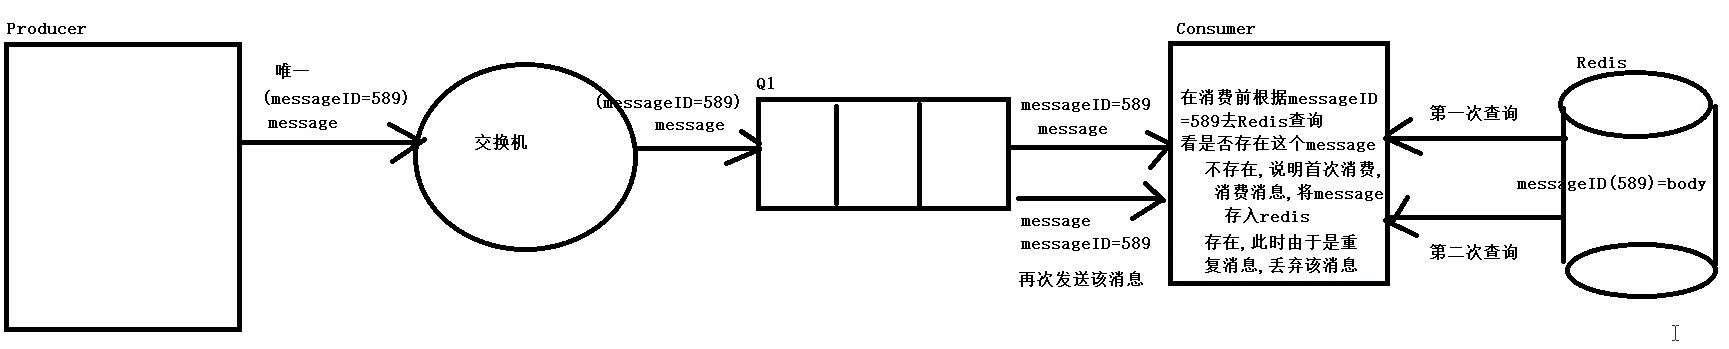 Producer
唯一
(messageID=589)
message
交换机
(messageID=589)
message
Q1
messageID=589
message
message
messageID=589
再次发送该消息
Consumer
在消费前根据messageID
=589去Redis查询
看是否存在这个message
不存在,说明首次消费,
消费消息,将message
存入redis
存在,此时由于是重
复消息,丢弃该消息
第一次查询
第二次查询
Redis
messageID(589)=body